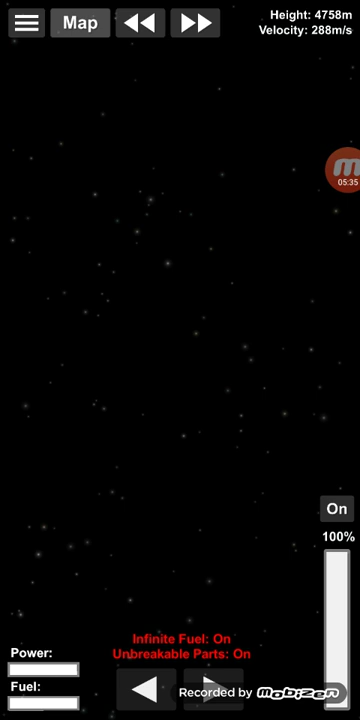 Map
Height: 4758m
Velocity: 288m/s
05:35
On
100%
Infinite Fuel: On
Unbreakable Parts: On
Power:
Fuel:
Recorded by mobizen